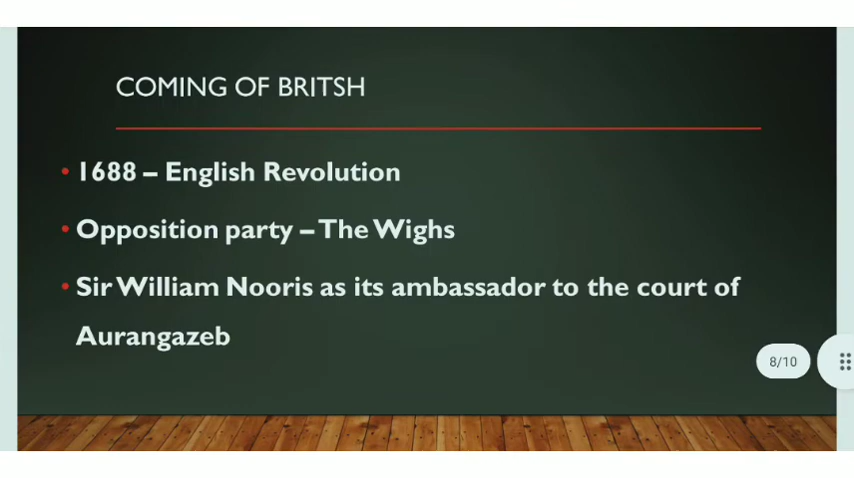 COMING OF BRITSH
• 1688 – English Revolution
• Opposition party – The Wighs
• Sir William Nooris as its ambassador to the court of
Aurangazeb
8/10